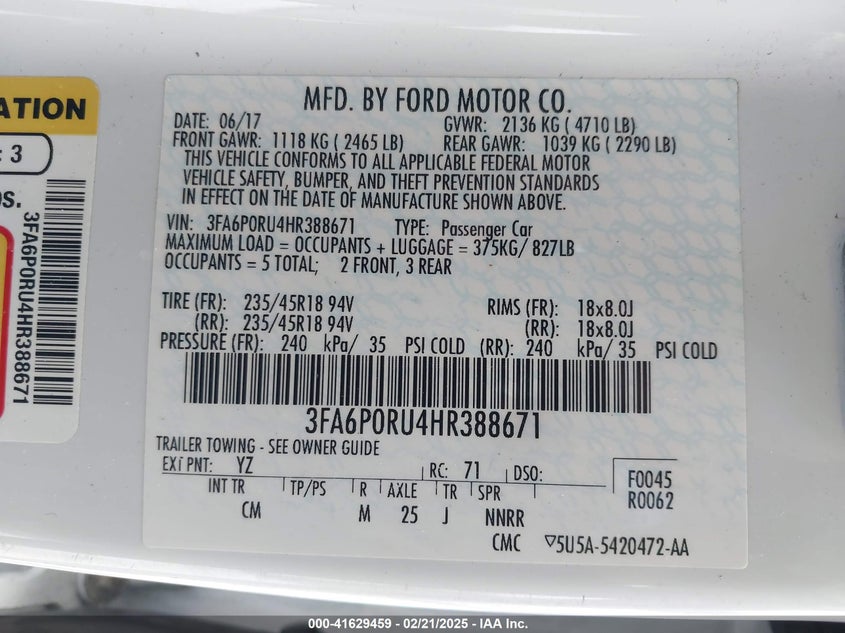 ATION
: 3
OS.
3FA6P0RU4HR388671
MFD. BY FORD MOTOR CO.
DATE: 06/17 GVWR: 2136 KG ( 4710 LB)
FRONT GAWR: 1118 KG ( 2465 LB) REAR GAWR: 1039 KG ( 2290 LB)
THIS VEHICLE CONFORMS TO ALL APPLICABLE FEDERAL MOTOR
VEHICLE SAFETY, BUMPER, AND THEFT PREVENTION STANDARDS
IN EFFECT ON THE DATE OF MANUFACTURE SHOWN ABOVE.
VIN: 3FA6P0RU4HR388671 TYPE: Passenger Car
MAXIMUM LOAD = OCCUPANTS + LUGGAGE = 375KG/ 827LB
OCCUPANTS = 5 TOTAL; 2 FRONT, 3 REAR
TIRE (FR): 235/45R18 94V RIMS (FR): 18x8.0J
(RR): 235/45R18 94V (RR): 18x8.0J
PRESSURE (FR): 240 kPa/ 35 PSI COLD (RR): 240 kPa/ 35 PSI COLD
3FA6P0RU4HR388671
TRAILER TOWING - SEE OWNER GUIDE
EXT PNT: YZ RC: 71 DSO: F0045
INT TR TP/PS R AXLE TR SPR R0062
CM M 25 J NNRR
CMC ▽5U5A-5420472-AA
000-41629459 - 02/21/2025 - IAA Inc.